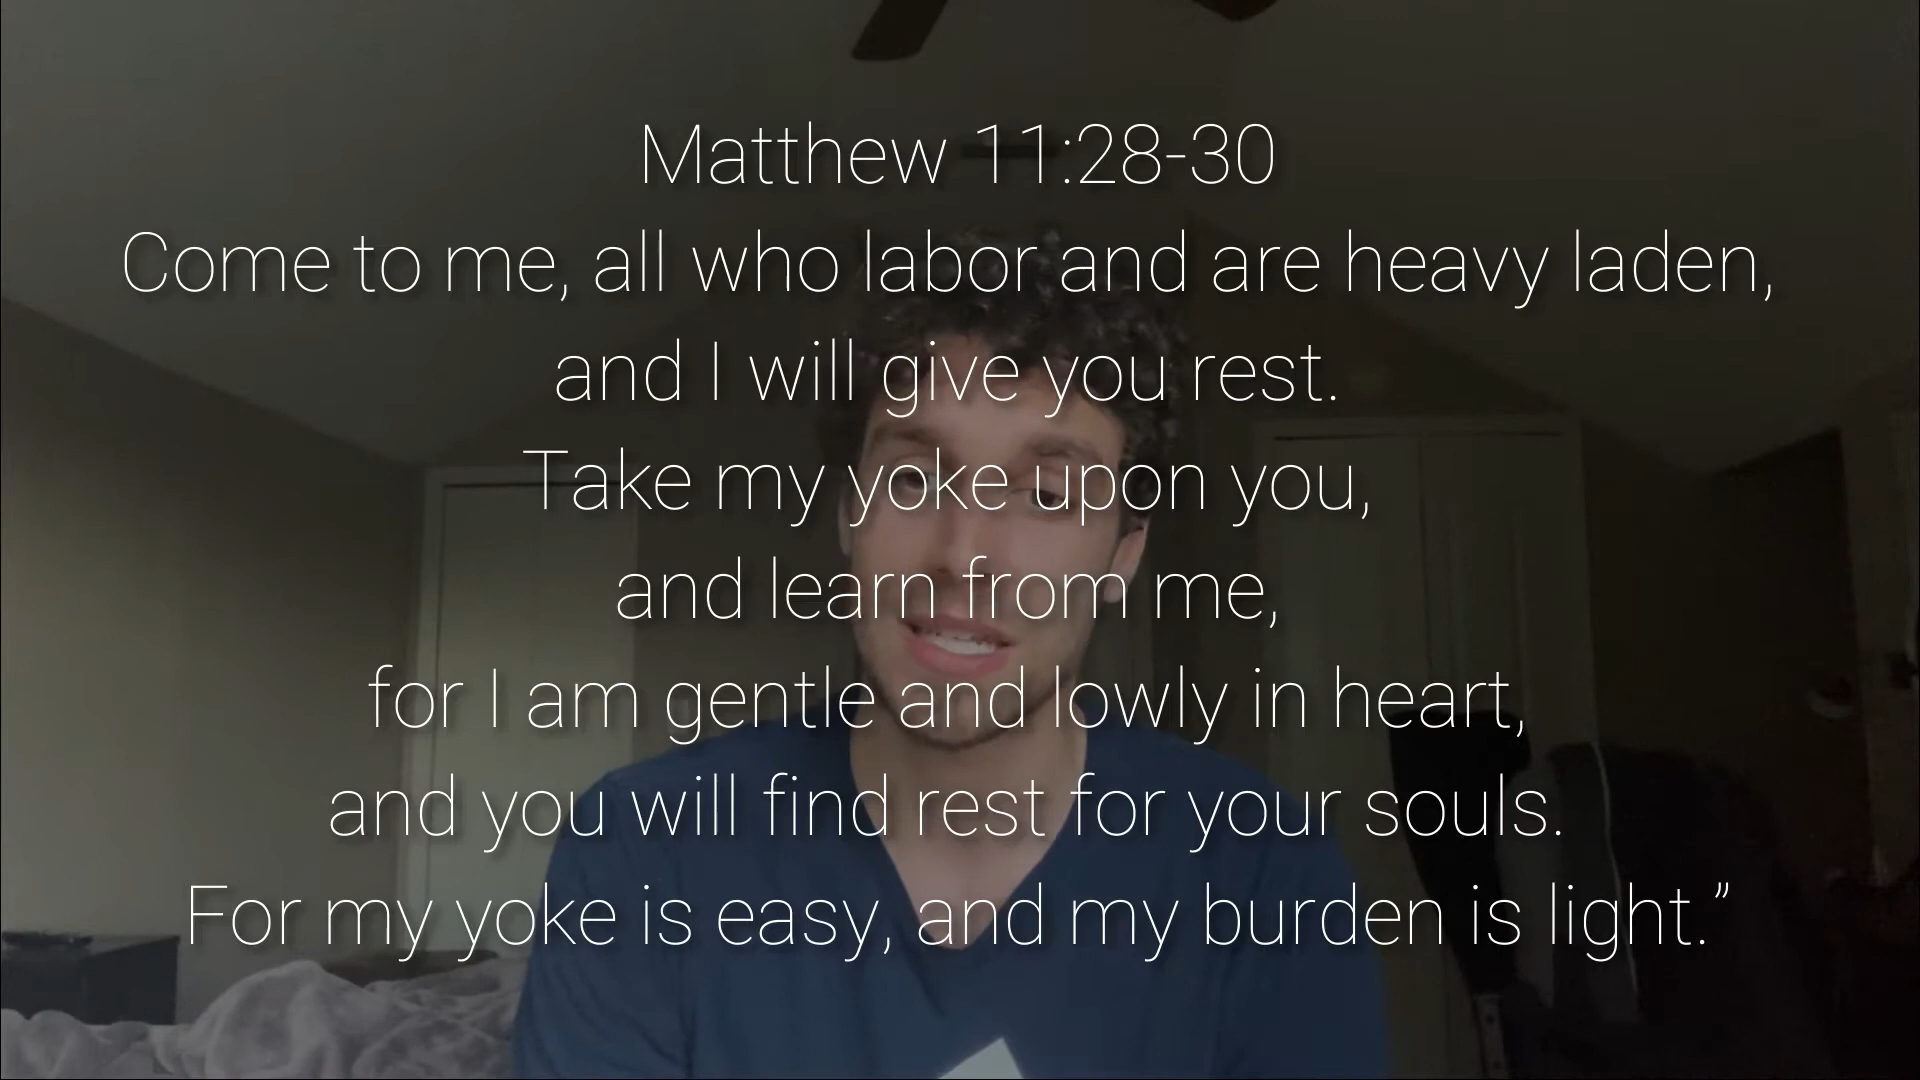 Matthew 11:28-30
Come to me, all who labor and are heavy laden,
and I will give you rest.
Take my yoke upon you,
and learn from me,
for I am gentle and lowly in heart,
and you will find rest for your souls.
For my yoke is easy, and my burden is light.”